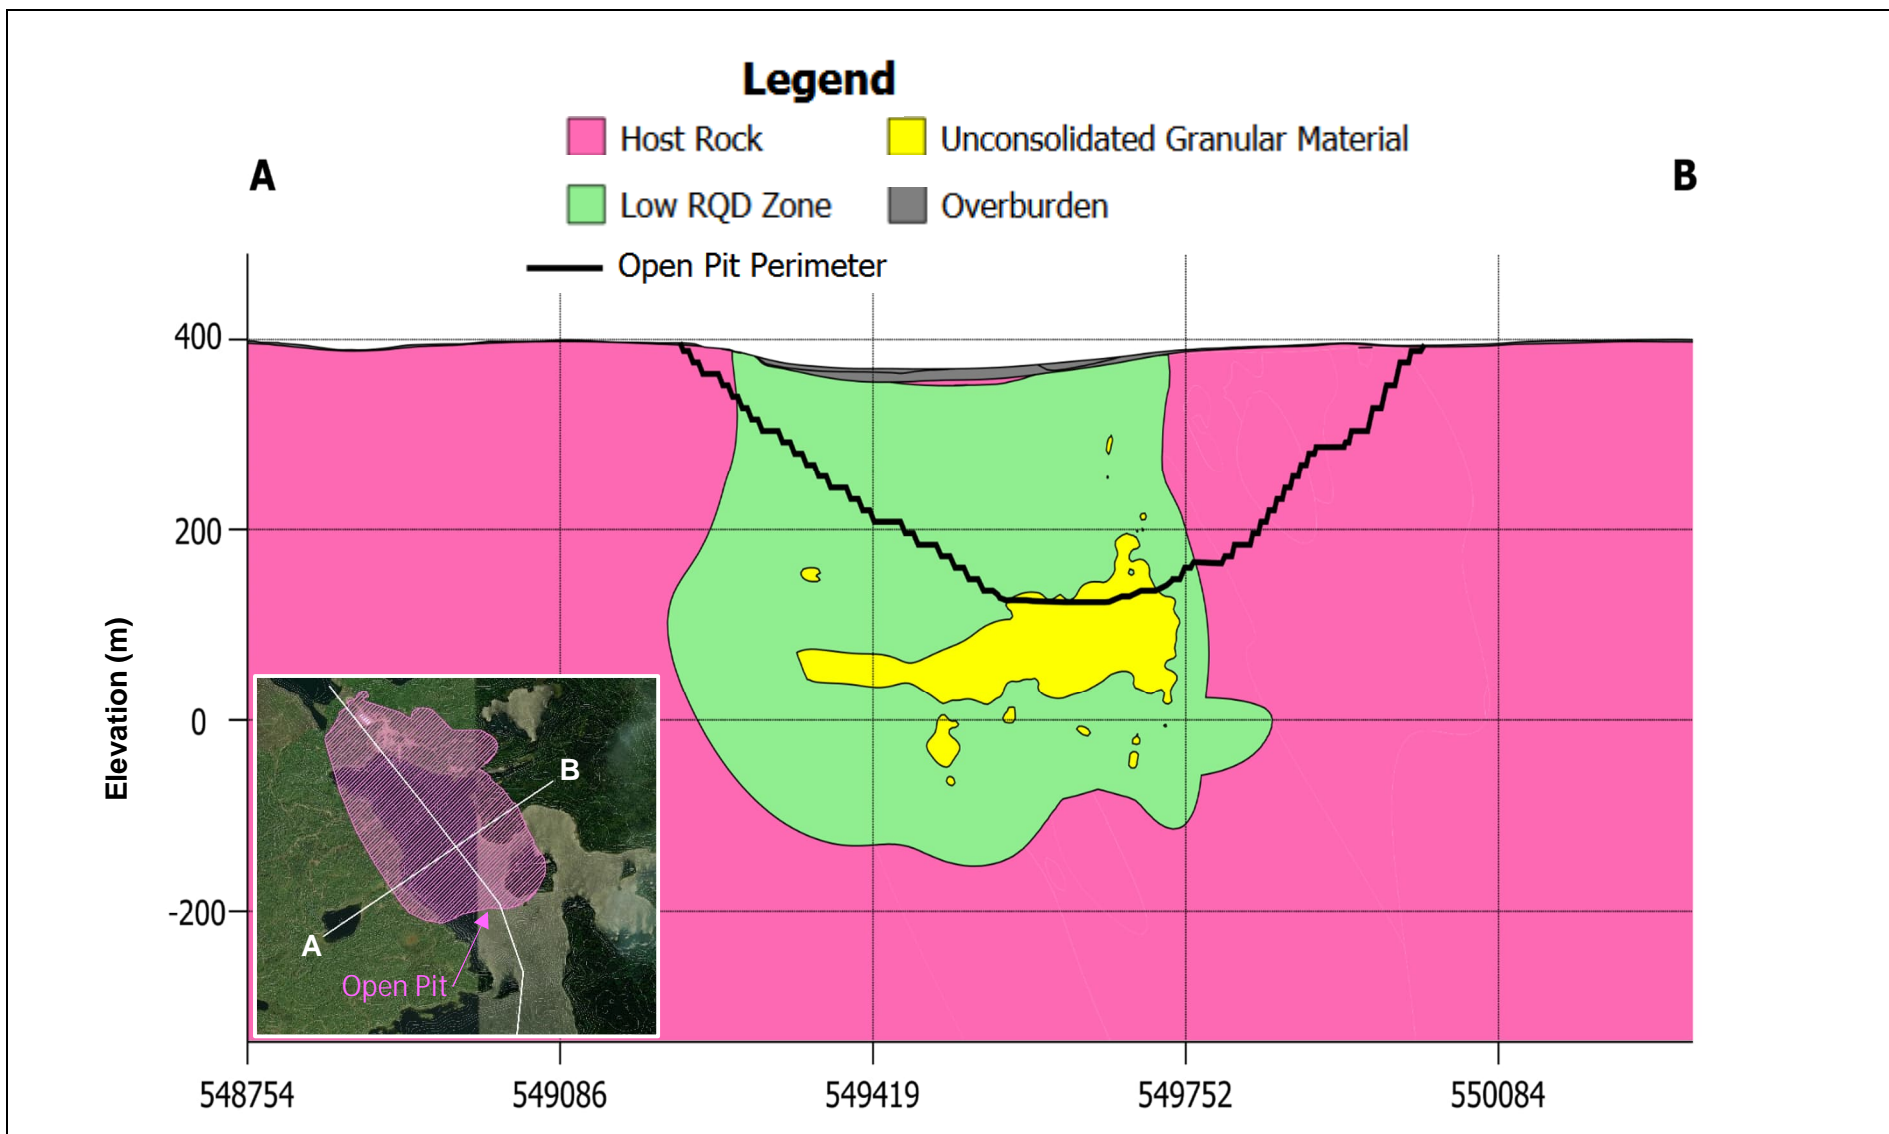 Legend
Host Rock
Unconsolidated Granular Material
A
B
Low RQD Zone
Overburden
Open Pit Perimeter
400
200
0
-200
Elevation (m)
B
A
Open Pit
548754
549086
549419
549752
550084